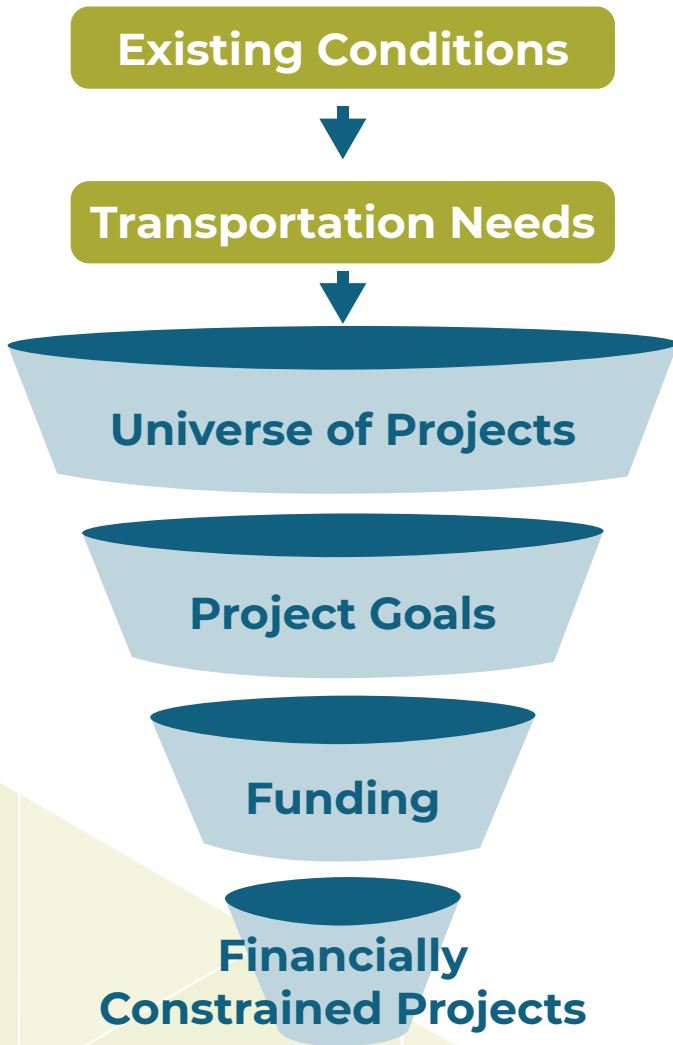 Existing Conditions
Transportation Needs
Universe of Projects
Project Goals
Funding
Financially
Constrained Projects